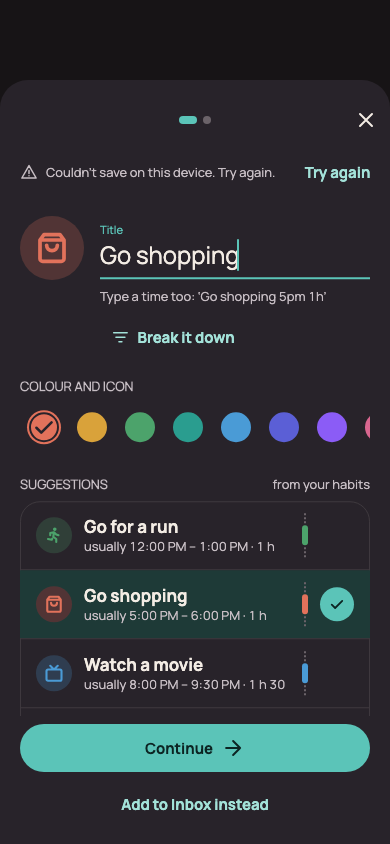 Couldn't save on this device. Try again.
Try again
Title
Go shopping
Type a time too: 'Go shopping 5pm 1h'
Break it down
COLOUR AND ICON
SUGGESTIONS
from your habits
Go for a run
usually 12:00 PM – 1:00 PM · 1 h
Go shopping
usually 5:00 PM – 6:00 PM · 1 h
Watch a movie
usually 8:00 PM – 9:30 PM · 1 h 30
Continue
Add to Inbox instead